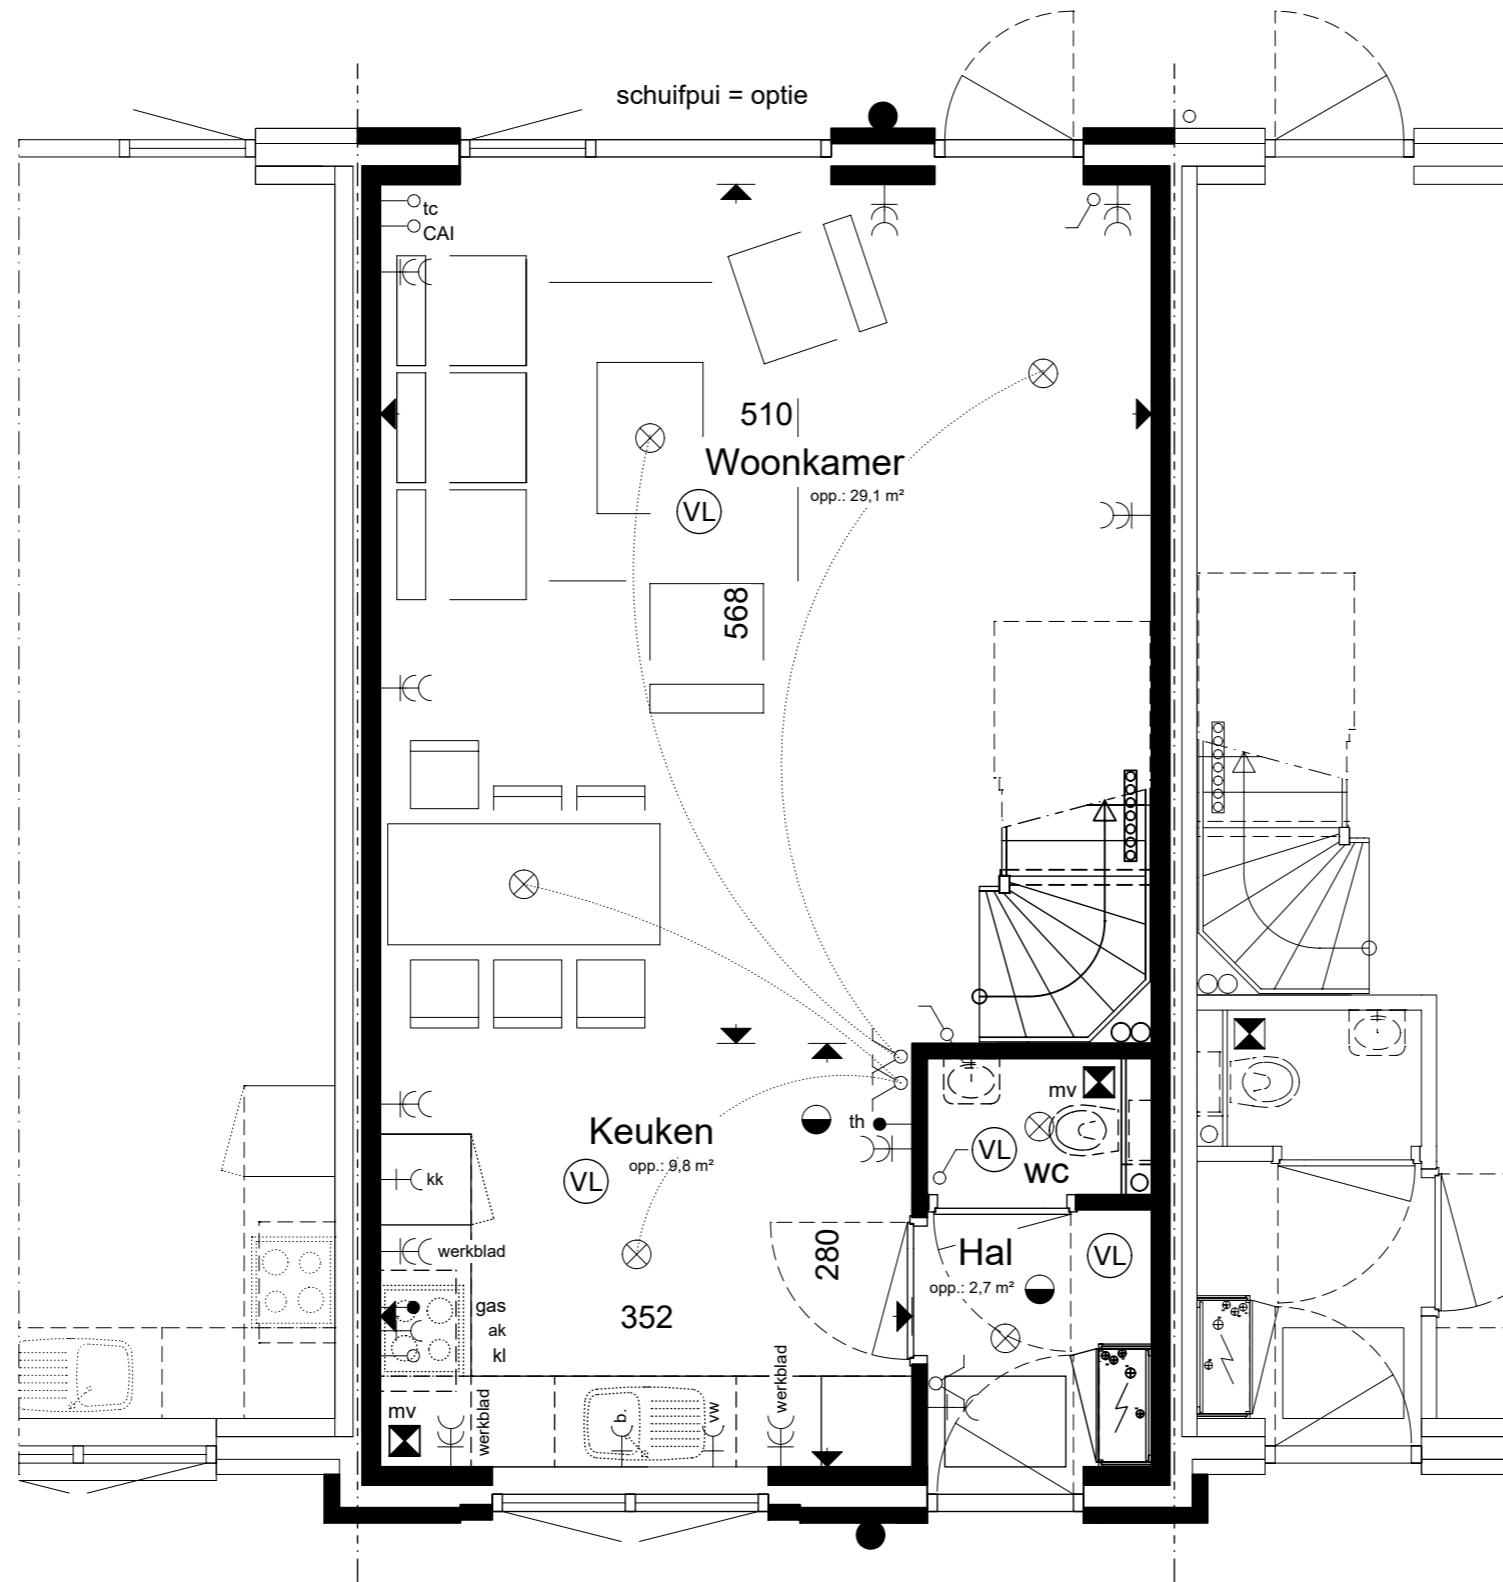 schuifpui = optie
tc
CAI
510
Woonkamer
opp.: 29,1 m²
VL
568
Keuken
opp.: 9,8 m²
VL
th
mv
VL
wc
kk
werkblad
280
Hal
opp.: 2,7 m²
VL
gas
ak
kl
352
mv
werkblad
b.
vw
werkblad